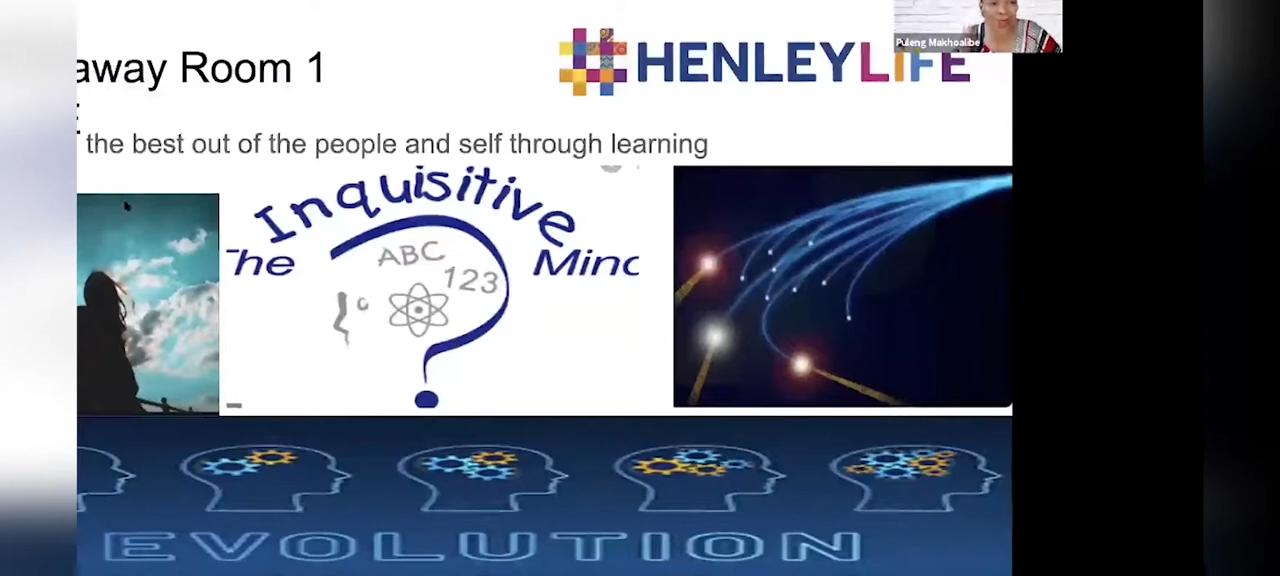 Puleng Makhoalibe
away Room 1
HENLEYLIFE
the best out of the people and self through learning
Inquisitive
The
Mind
ABC
123
EVOLUTION